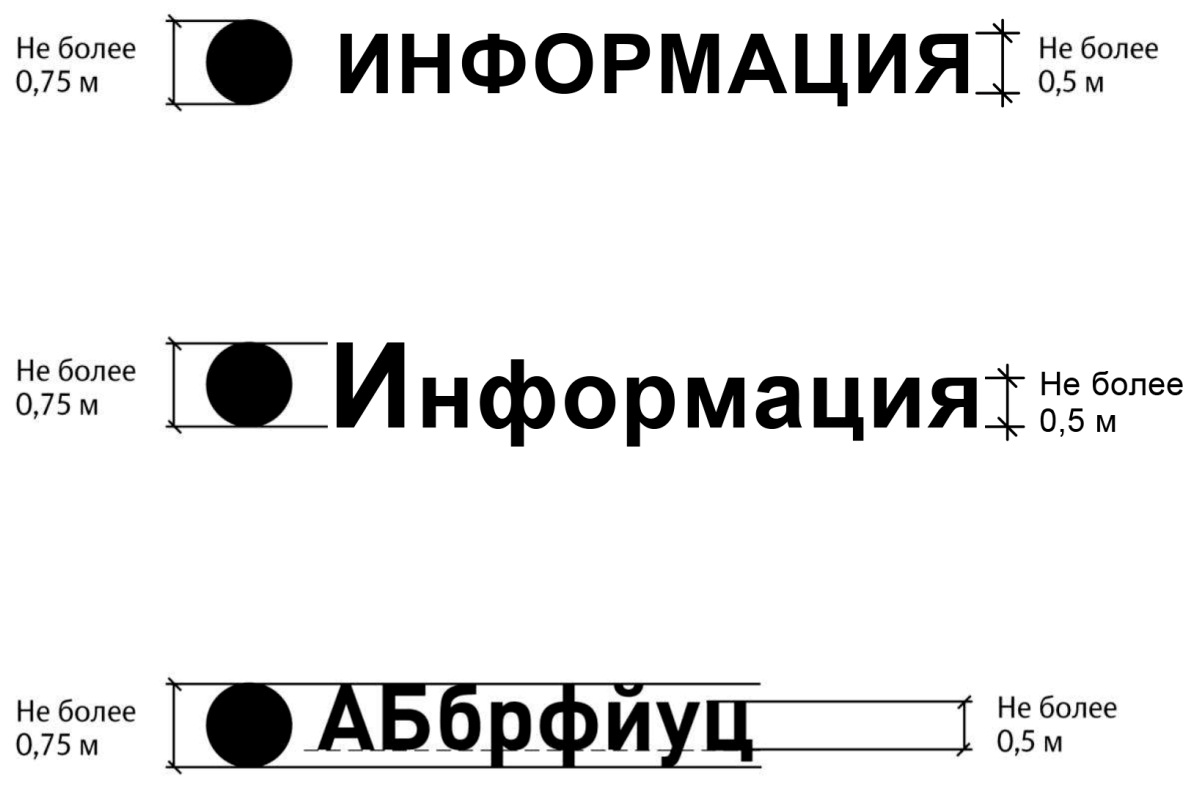 Не более
0,75 м
ИНФОРМАЦИЯ
Не более
0,5 м
Не более
0,75 м
Информация
Не более
0,5 м
Не более
0,75 м
АБбрфйуц
Не более
0,5 м